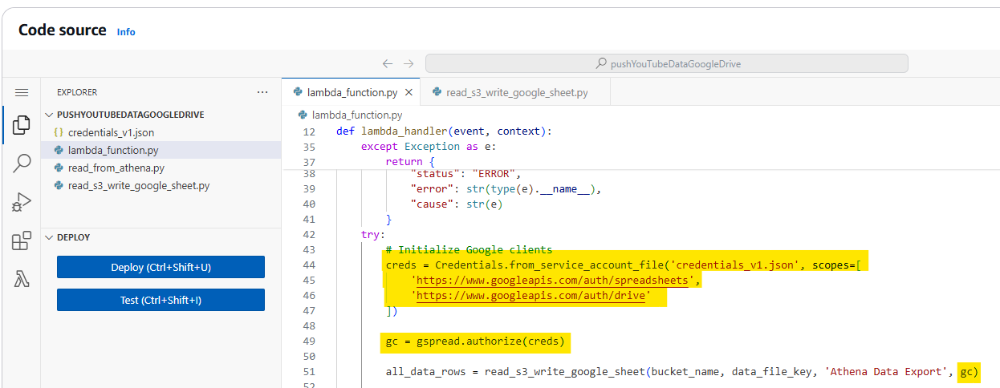 Code source Info
pushYouTubeDataGoogleDrive
EXPLORER
PUSHYOUTUBEDATAGOOGLEDRIVE
{} credentials_v1.json
lambda_function.py
read_from_athena.py
read_s3_write_google_sheet.py
DEPLOY
Deploy (Ctrl+Shift+U)
Test (Ctrl+Shift+I)
lambda_function.py
read_s3_write_google_sheet.py
lambda_function.py
12 def lambda_handler(event, context):
35 except Exception as e:
37 return {
38 "status": "ERROR",
39 "error": str(type(e).__name__),
40 "cause": str(e)
41 }
42 try:
43 # Initialize Google clients
44 creds = Credentials.from_service_account_file('credentials_v1.json', scopes=[
45 'https://www.googleapis.com/auth/spreadsheets',
46 'https://www.googleapis.com/auth/drive'
47 ])
48
49 gc = gspread.authorize(creds)
50
51 all_data_rows = read_s3_write_google_sheet(bucket_name, data_file_key, 'Athena Data Export', gc)
52